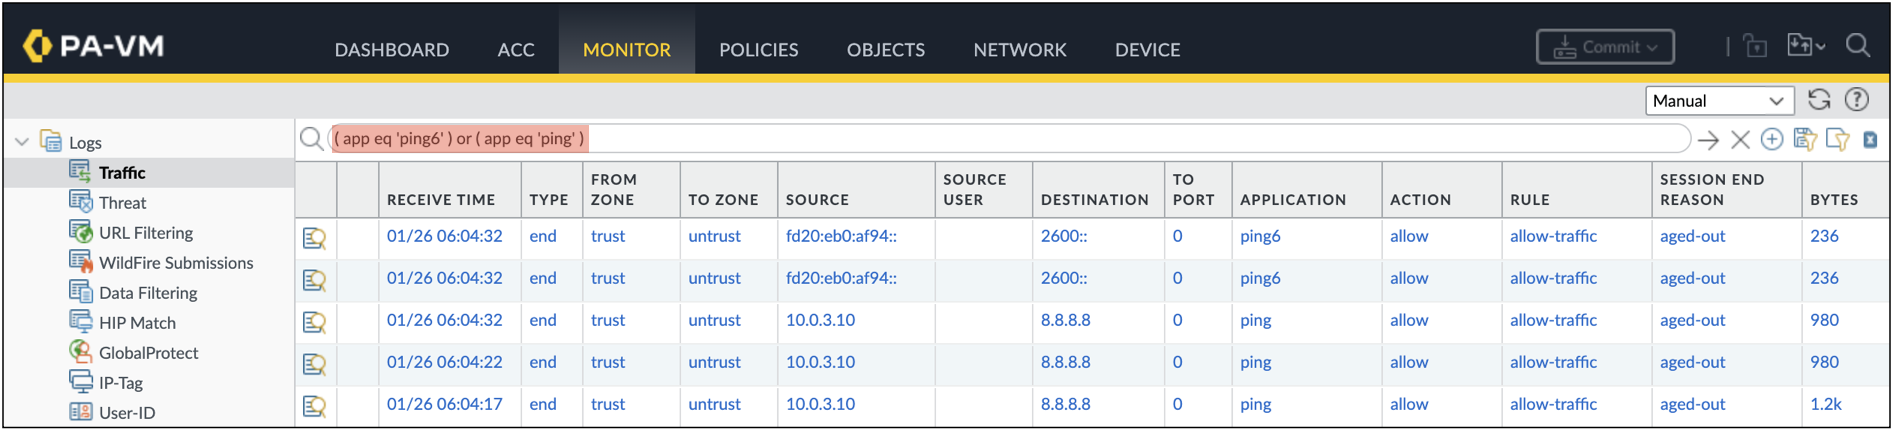 PA-VM DASHBOARD ACC MONITOR POLICIES OBJECTS NETWORK DEVICE Commit
Manual
Logs
Traffic
Threat
URL Filtering
WildFire Submissions
Data Filtering
HIP Match
GlobalProtect
IP-Tag
User-ID
( app eq 'ping6' ) or ( app eq 'ping' )
RECEIVE TIME TYPE FROM ZONE TO ZONE SOURCE SOURCE USER DESTINATION TO PORT APPLICATION ACTION RULE SESSION END REASON BYTES
01/26 06:04:32 end trust untrust fd20:eb0:af94:: 2600:: 0 ping6 allow allow-traffic aged-out 236
01/26 06:04:32 end trust untrust fd20:eb0:af94:: 2600:: 0 ping6 allow allow-traffic aged-out 236
01/26 06:04:32 end trust untrust 10.0.3.10 8.8.8.8 0 ping allow allow-traffic aged-out 980
01/26 06:04:22 end trust untrust 10.0.3.10 8.8.8.8 0 ping allow allow-traffic aged-out 980
01/26 06:04:17 end trust untrust 10.0.3.10 8.8.8.8 0 ping allow allow-traffic aged-out 1.2k